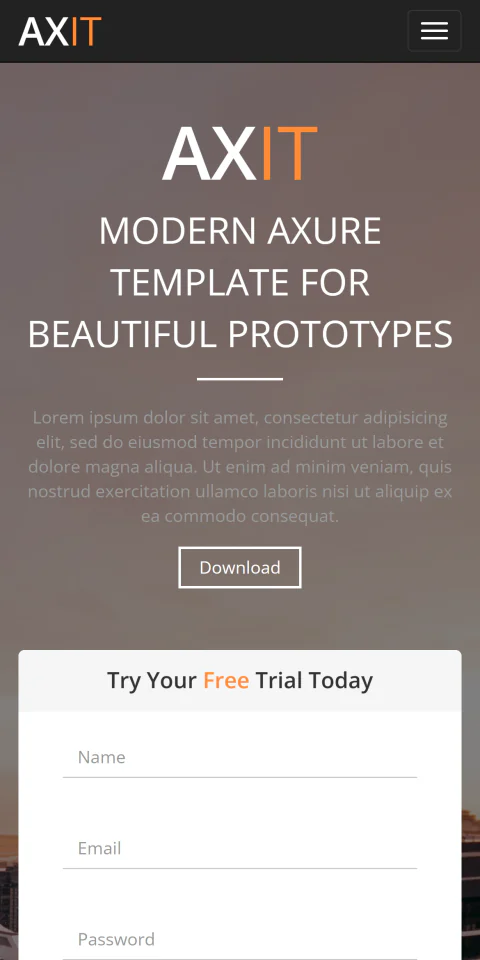 AXIT
AXIT
MODERN AXURE
TEMPLATE FOR
BEAUTIFUL PROTOTYPES
Lorem ipsum dolor sit amet, consectetur adipisicing
elit, sed do eiusmod tempor incididunt ut labore et
dolore magna aliqua. Ut enim ad minim veniam, quis
nostrud exercitation ullamco laboris nisi ut aliquip ex
ea commodo consequat.
Download
Try Your Free Trial Today
Name
Email
Password